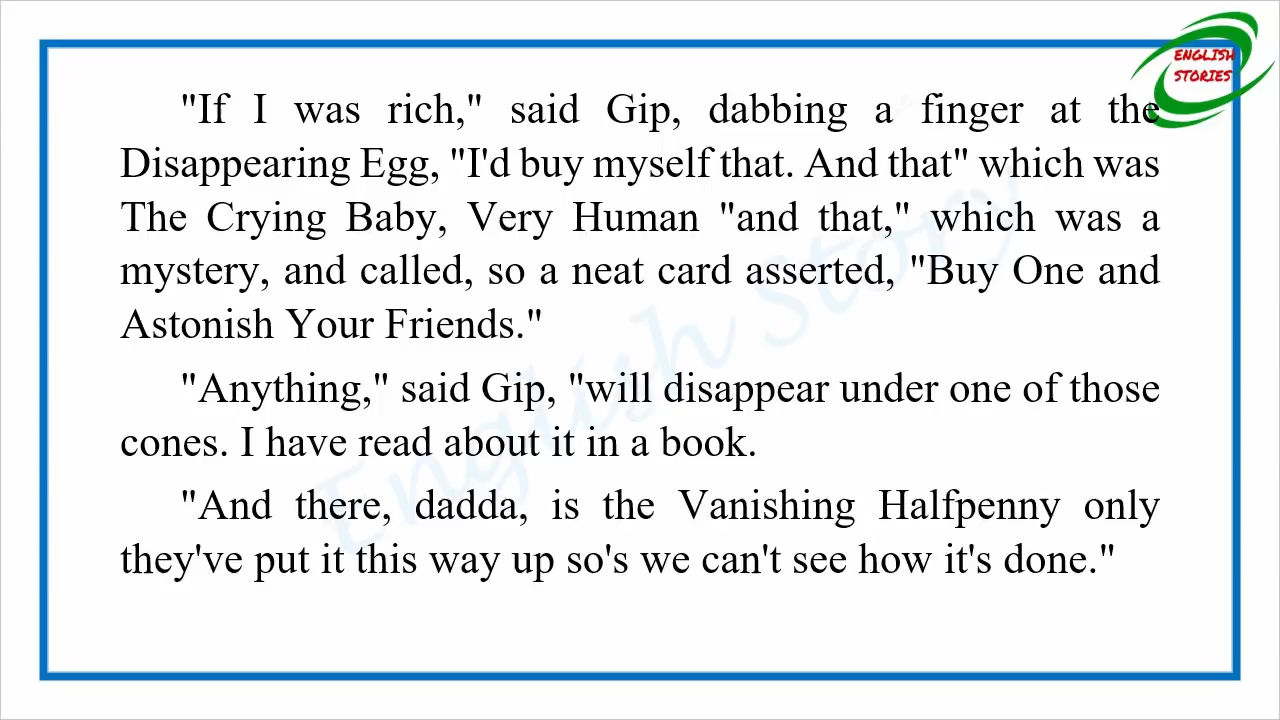 ENGLISH
STORIES
"If I was rich," said Gip, dabbing a finger at the
Disappearing Egg, "I'd buy myself that. And that" which was
The Crying Baby, Very Human "and that," which was a
mystery, and called, so a neat card asserted, "Buy One and
Astonish Your Friends."
"Anything," said Gip, "will disappear under one of those
cones. I have read about it in a book.
"And there, dadda, is the Vanishing Halfpenny only
they've put it this way up so's we can't see how it's done."
English Story